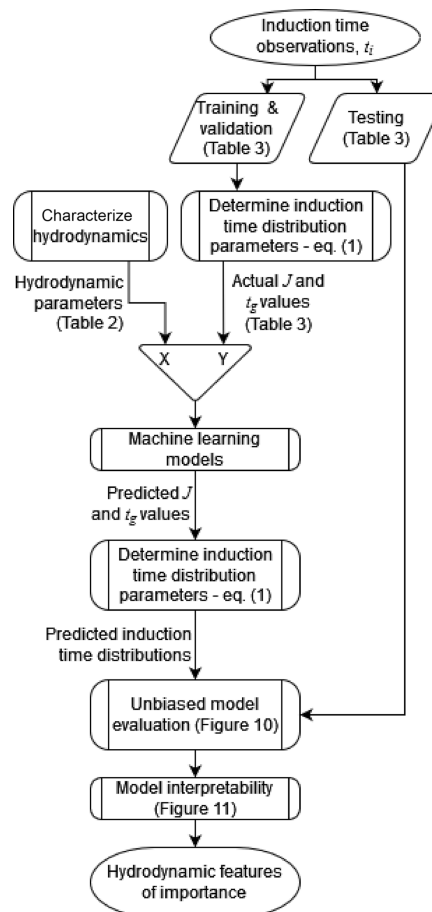 Induction time
observations, t_i
Training &
validation
(Table 3)
Testing
(Table 3)
Characterize
hydrodynamics
Determine induction
time distribution
parameters - eq. (1)
Hydrodynamic
parameters
(Table 2)
Actual J and
t_g values
(Table 3)
X Y
Machine learning
models
Predicted J
and t_g values
Determine induction
time distribution
parameters - eq. (1)
Predicted induction
time distributions
Unbiased model
evaluation (Figure 10)
Model interpretability
(Figure 11)
Hydrodynamic features
of importance